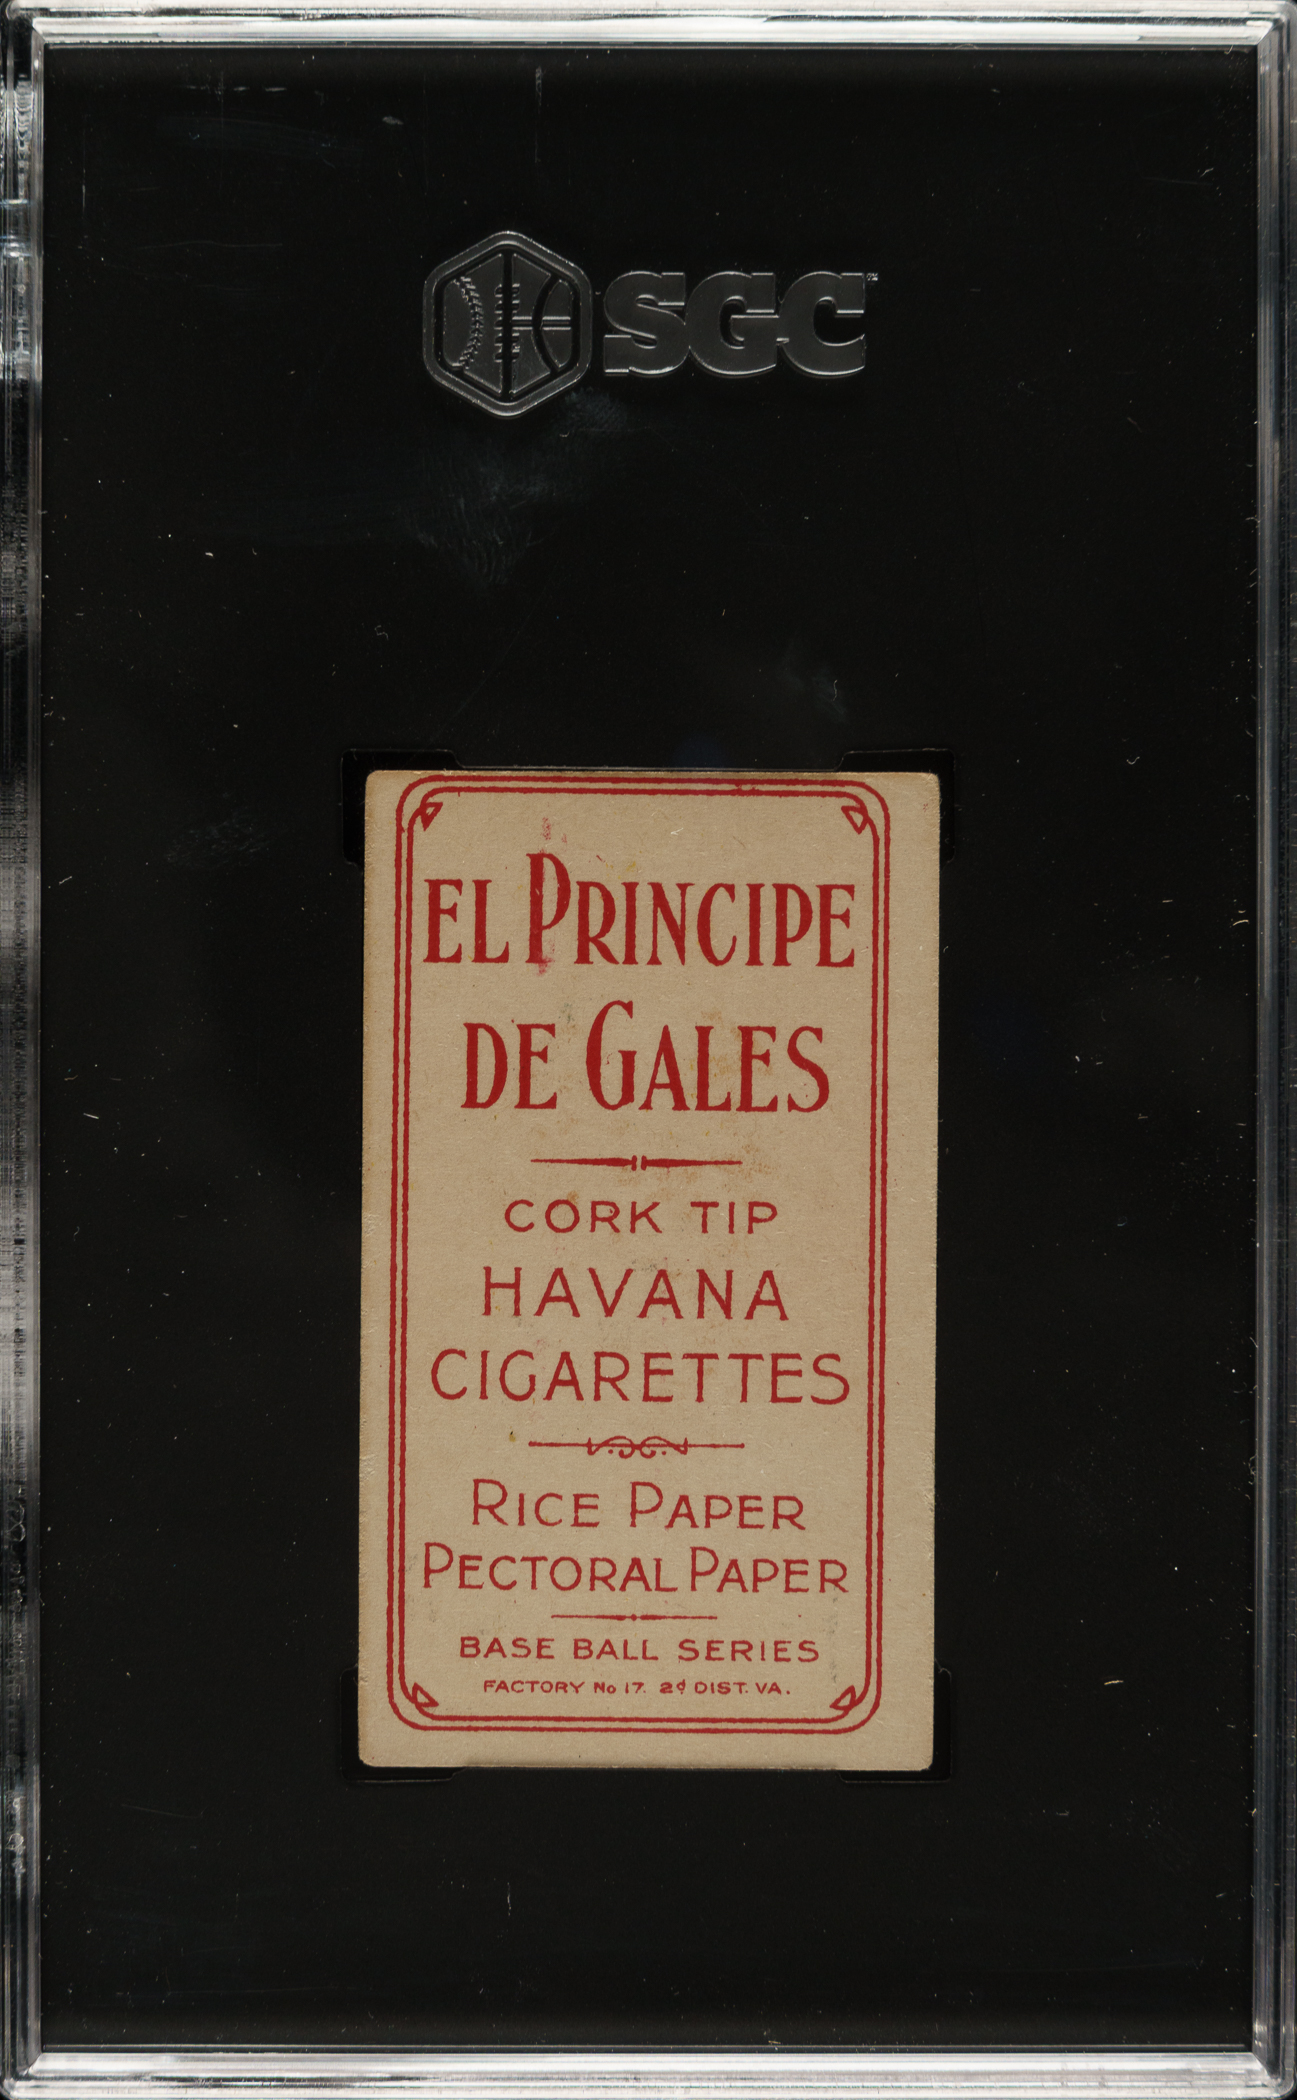 SGC™
EL PRINCIPE
DE GALES
CORK TIP
HAVANA
CIGARETTES
RICE PAPER
PECTORAL PAPER
BASE BALL SERIES
FACTORY No 17. 2d DIST. VA.